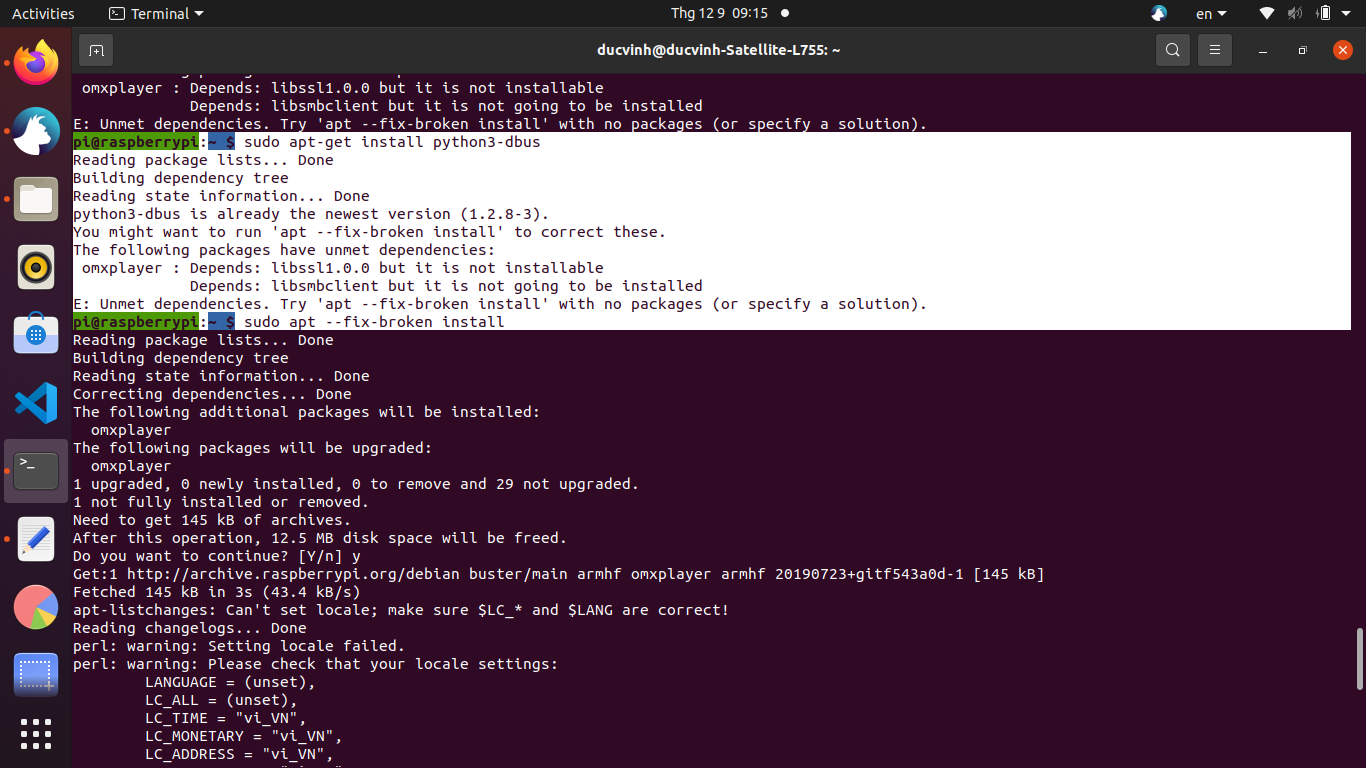 Activities
Terminal
Thg 12 9 09:15
en
ducvinh@ducvinh-Satellite-L755: ~
omxplayer : Depends: libssl1.0.0 but it is not installable
Depends: libsmbclient but it is not going to be installed
E: Unmet dependencies. Try 'apt --fix-broken install' with no packages (or specify a solution).
pi@raspberrypi:~ $ sudo apt-get install python3-dbus
Reading package lists... Done
Building dependency tree
Reading state information... Done
python3-dbus is already the newest version (1.2.8-3).
You might want to run 'apt --fix-broken install' to correct these.
The following packages have unmet dependencies:
omxplayer : Depends: libssl1.0.0 but it is not installable
Depends: libsmbclient but it is not going to be installed
E: Unmet dependencies. Try 'apt --fix-broken install' with no packages (or specify a solution).
pi@raspberrypi:~ $ sudo apt --fix-broken install
Reading package lists... Done
Building dependency tree
Reading state information... Done
Correcting dependencies... Done
The following additional packages will be installed:
omxplayer
The following packages will be upgraded:
omxplayer
1 upgraded, 0 newly installed, 0 to remove and 29 not upgraded.
1 not fully installed or removed.
Need to get 145 kB of archives.
After this operation, 12.5 MB disk space will be freed.
Do you want to continue? [Y/n] y
Get:1 http://archive.raspberrypi.org/debian buster/main armhf omxplayer armhf 20190723+gitf543a0d-1 [145 kB]
Fetched 145 kB in 3s (43.4 kB/s)
apt-listchanges: Can't set locale; make sure $LC_* and $LANG are correct!
Reading changelogs... Done
perl: warning: Setting locale failed.
perl: warning: Please check that your locale settings:
LANGUAGE = (unset),
LC_ALL = (unset),
LC_TIME = "vi_VN",
LC_MONETARY = "vi_VN",
LC_ADDRESS = "vi_VN",